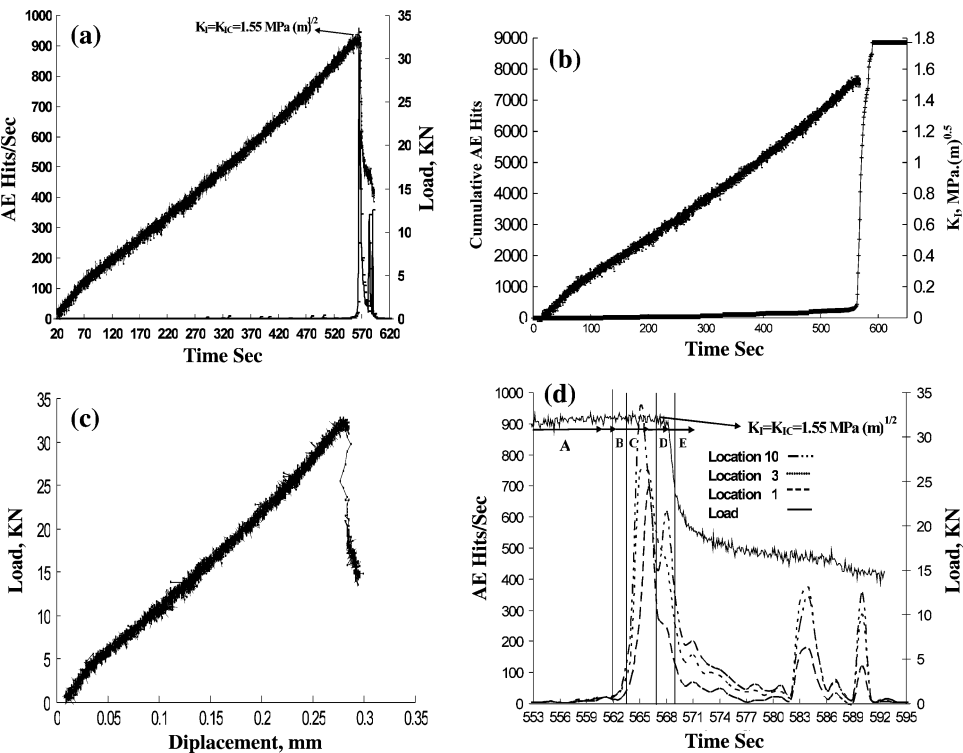 (a)
K_I=K_IC=1.55 MPa (m)^1/2
AE Hits/Sec
1000
900
800
700
600
500
400
300
200
100
0
35
30
25
20
15
10
5
0
Load, KN
20 70 120 170 220 270 320 370 420 470 520 570 620
Time Sec
(b)
Cumulative AE Hits
9000
8000
7000
6000
5000
4000
3000
2000
1000
0
1.8
1.6
1.4
1.2
1
0.8
0.6
0.4
0.2
0
K_I, MPa.(m)^0.5
0 100 200 300 400 500 600
Time Sec
(c)
Load, KN
35
30
25
20
15
10
5
0
0 0.05 0.1 0.15 0.2 0.25 0.3 0.35
Diplacement, mm
(d)
AE Hits/Sec
1000
900
800
700
600
500
400
300
200
100
0
A B C D E
K_I=K_IC=1.55 MPa (m)^1/2
Location 10
Location 3
Location 1
Load
35
30
25
20
15
10
5
0
Load, KN
553 556 559 562 565 568 571 574 577 580 583 586 589 592 595
Time Sec